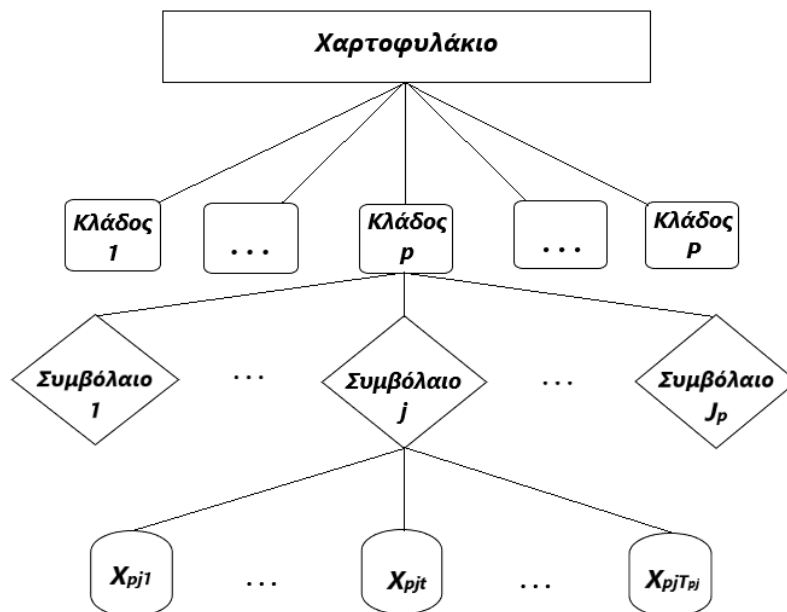 Χαρτοφυλάκιο
Κλάδος
1
...
Κλάδος
p
...
Κλάδος
P
Συμβόλαιο
1
...
Συμβόλαιο
j
...
Συμβόλαιο
Jp
Xpj1
...
Xpjt
...
XpjTpj